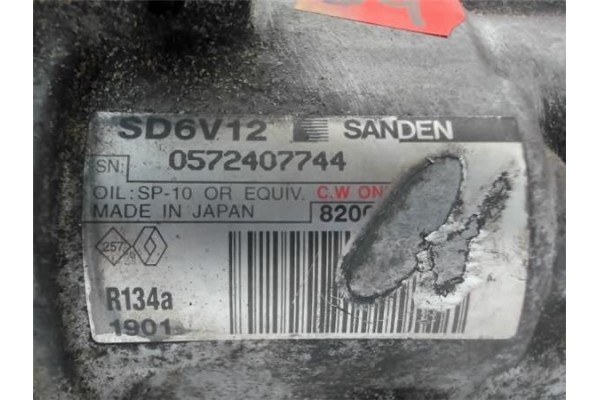 SD6V12 SANDEN
SN: 0572407744
OIL: SP-10 OR EQUIV. C.W ON
MADE IN JAPAN 820
257
R134a
1901